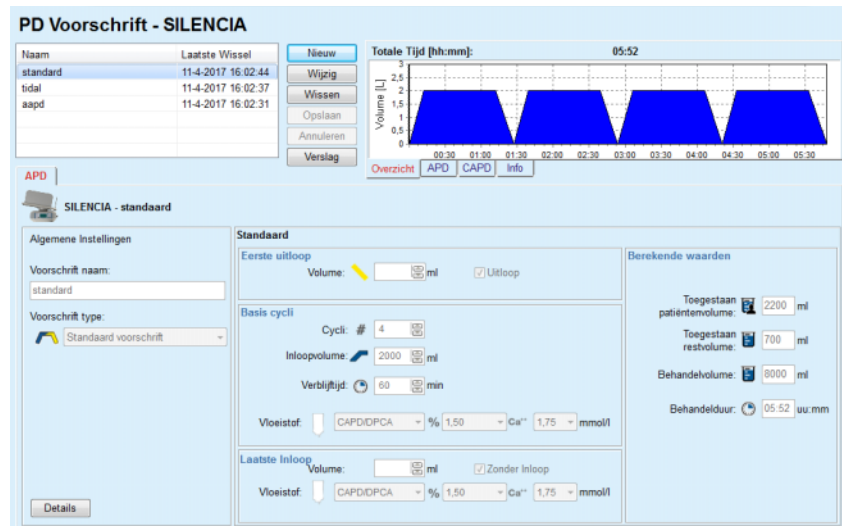 PD Voorschrift - SILENCIA
Naam Laatste Wissel
standard 11-4-2017 16:02:44
tidal 11-4-2017 16:02:37
aapd 11-4-2017 16:02:31
Nieuw
Wijzig
Wissen
Opslaan
Annuleren
Verslag
Totale Tijd [hh:mm]: 05:52
Volume [L]
3
2,5
2
1,5
1
0,5
0
00:30 01:00 01:30 02:00 02:30 03:00 03:30 04:00 04:30 05:00 05:30
Overzicht APD CAPD Info
APD
SILENCIA - standaard
Algemene Instellingen
Voorschrift naam:
standard
Voorschrift type:
Standaard voorschrift
Details
Standaard
Eerste uitloop
Volume: ml Uitloop
Basis cycli
Cycli: # 4
Inloopvolume: 2000 ml
Verblijftijd: 60 min
Vloeistof: CAPD/DPCA % 1,50 Ca++ 1,75 mmol/l
Laatste Inloop
Volume: ml Zonder Inloop
Vloeistof: CAPD/DPCA % 1,50 Ca++ 1,75 mmol/l
Berekende waarden
Toegestaan
patiëntenvolume: 2200 ml
Toegestaan
restvolume: 700 ml
Behandelvolume: 8000 ml
Behandelduur: 05:52 uu:mm